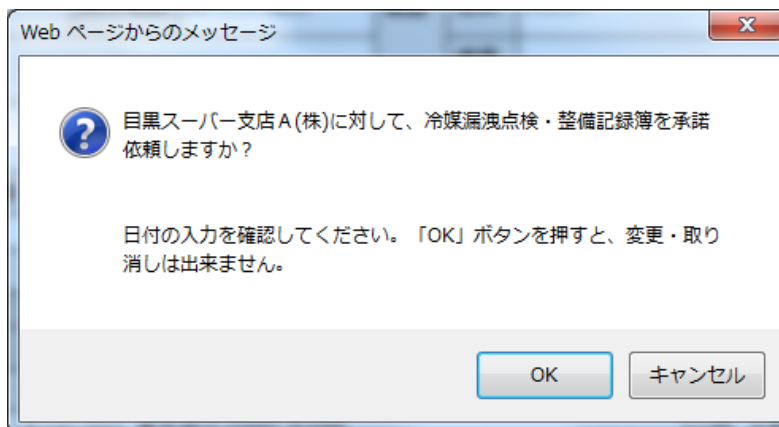 Web ページからのメッセージ
目黒スーパー支店A(株)に対して、冷媒漏洩点検・整備記録簿を承諾
依頼しますか？
日付の入力を確認してください。「OK」ボタンを押すと、変更・取り
消しは出来ません。
OK
キャンセル